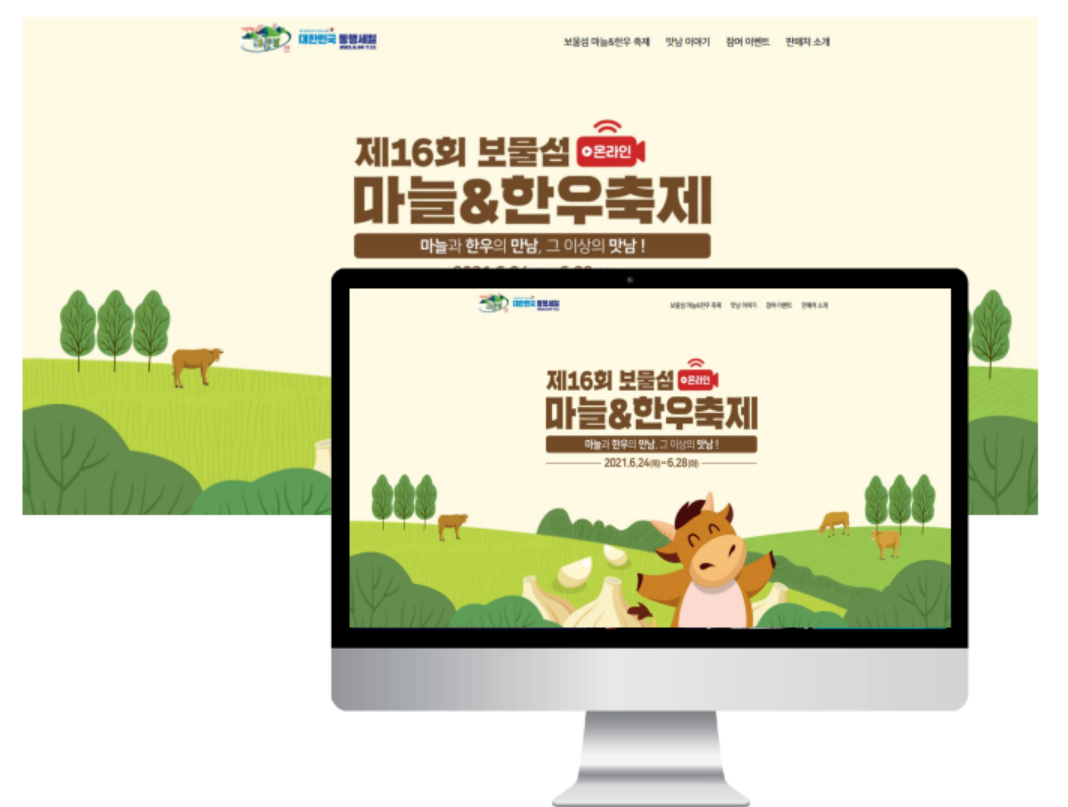 대한민국 동행세일
보물섬 마늘&한우 축제 맛남 이야기 참여 이벤트 판매처 소개
제16회 보물섬 온라인
마늘&한우축제
마늘과 한우의 만남, 그 이상의 맛남 !
대한민국 동행세일
보물섬 마늘&한우 축제 맛남 이야기 참여 이벤트 판매처 소개
제16회 보물섬 온라인
마늘&한우축제
마늘과 한우의 만남, 그 이상의 맛남 !
2021.6.24(목)~6.28(화)